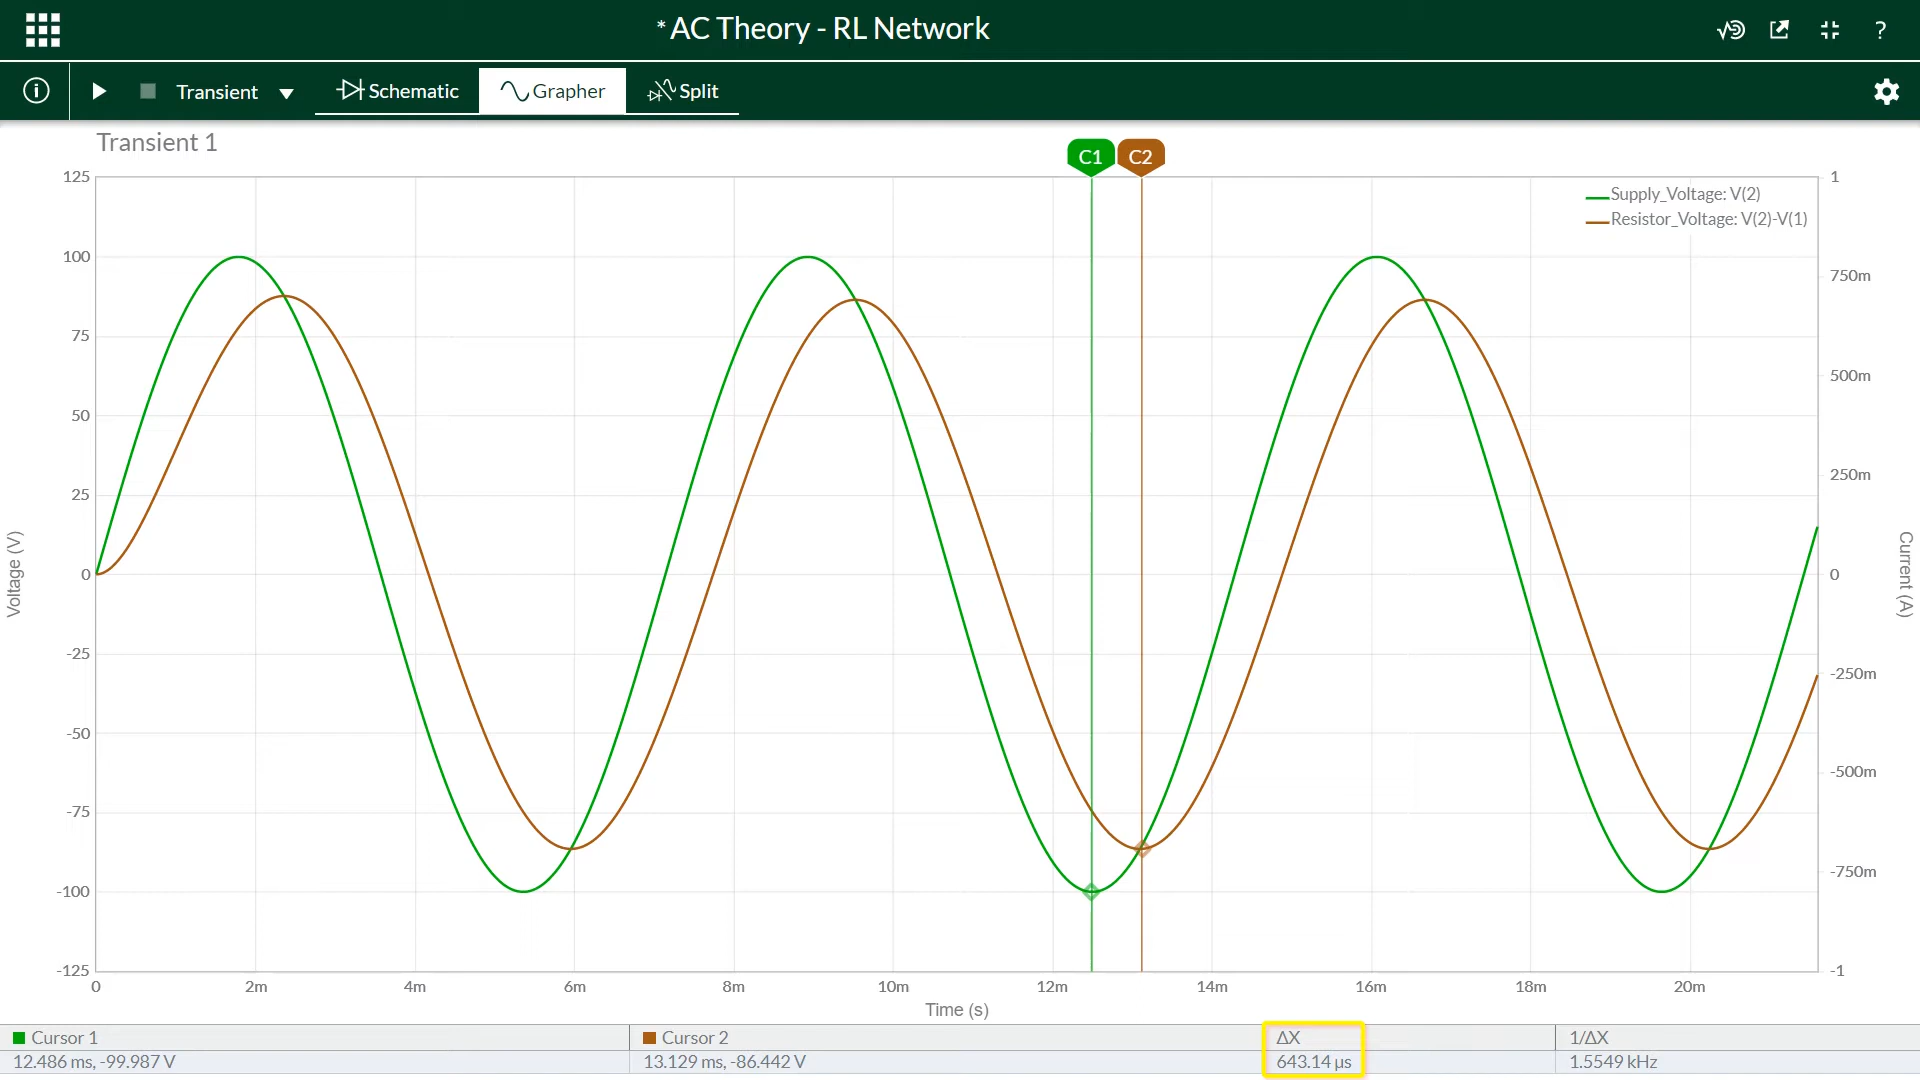 * AC Theory - RL Network
?
Transient
Schematic
Grapher
Split
Transient 1
C1
C2
Supply_Voltage: V(2)
Resistor_Voltage: V(2)-V(1)
125
100
75
50
25
0
-25
-50
-75
-100
-125
Voltage (V)
1
750m
500m
250m
0
-250m
-500m
-750m
-1
Current (A)
0
2m
4m
6m
8m
10m
12m
14m
16m
18m
20m
Time (s)
Cursor 1
Cursor 2
ΔX
1/ΔX
12.486 ms, -99.987 V
13.129 ms, -86.442 V
643.14 µs
1.5549 kHz